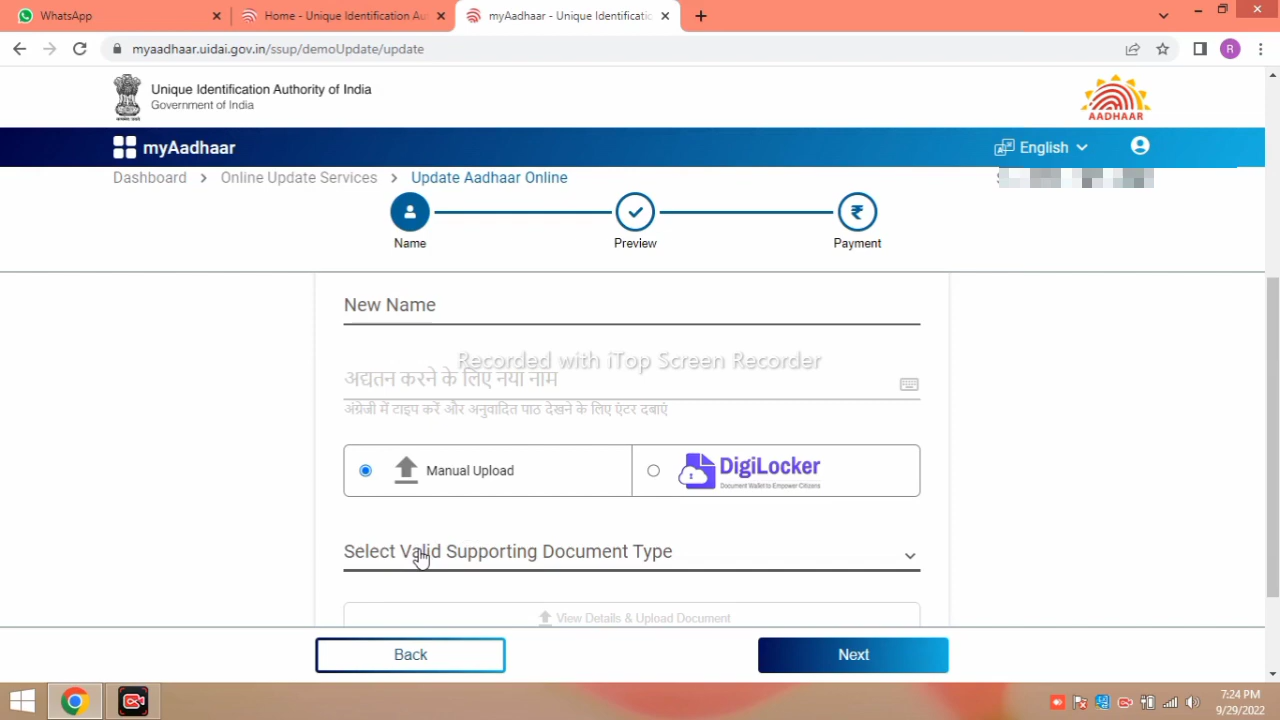 WhatsApp
Home - Unique Identification Au
myAadhaar - Unique Identificatic
myaadhaar.uidai.gov.in/ssup/demoUpdate/update
R
Unique Identification Authority of India
Government of India
AADHAAR
myAadhaar
English
Dashboard > Online Update Services > Update Aadhaar Online
Name
Preview
Payment
New Name
Recorded with iTop Screen Recorder
अद्यतन करने के लिए नया नाम
अंग्रेजी में टाइप करें और अनुवादित पाठ देखने के लिए एंटर दबाएं
Manual Upload
DigiLocker
Document Wallet to Empower Citizens
Select Valid Supporting Document Type
View Details & Upload Document
Back
Next
7:24 PM
9/29/2022